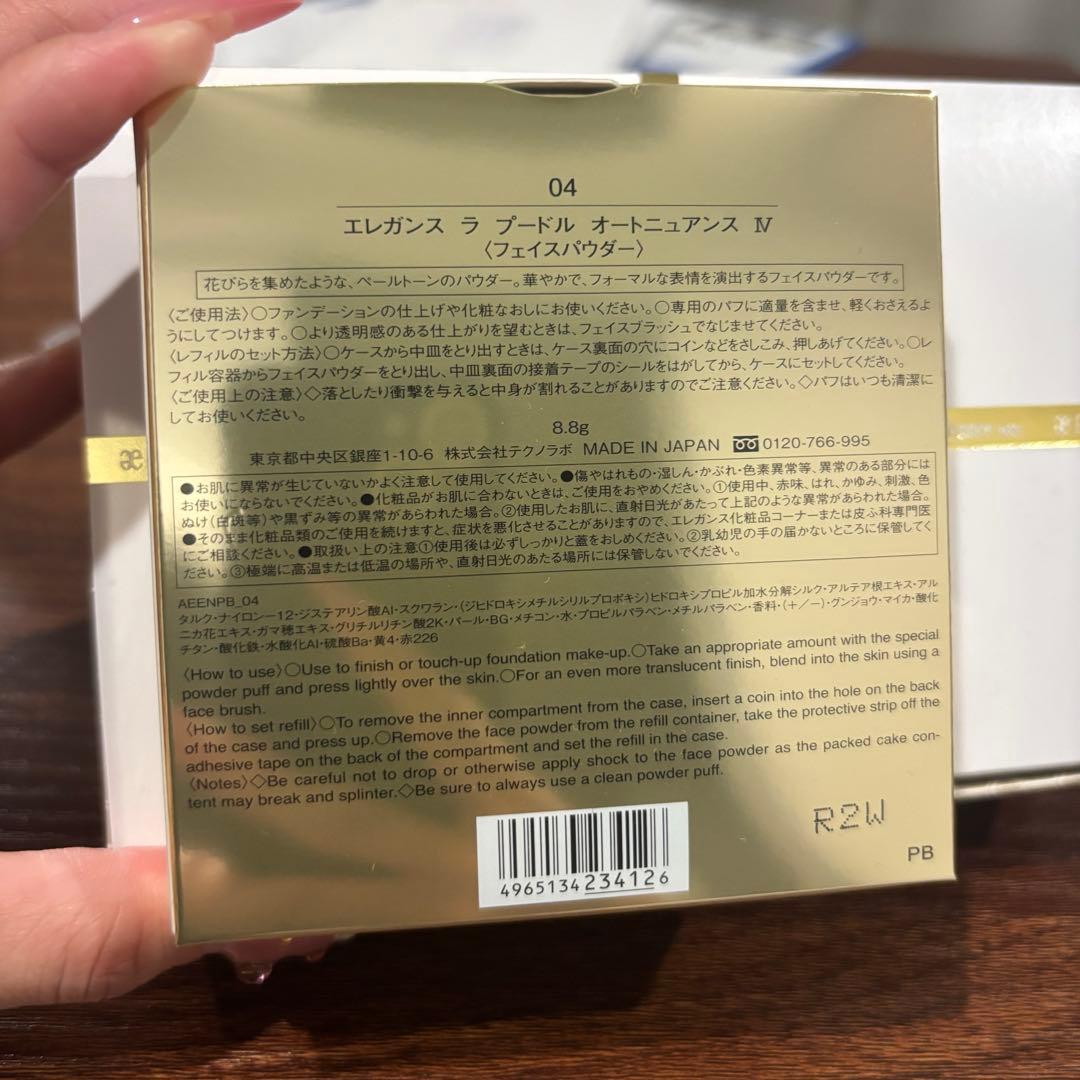 04
エレガンス ラ プードル オートニュアンス Ⅳ
〈フェイスパウダー〉
花びらを集めたような、ペールトーンのパウダー。華やかで、フォーマルな表情を演出するフェイスパウダーです。
〈ご使用法〉○ファンデーションの仕上げや化粧なおしにお使いください。○専用のパフに適量を含ませ、軽くおさえるよ
うにしてつけます。○より透明感のある仕上がりを望むときは、フェイスブラッシュでなじませてください。
〈レフィルのセット方法〉○ケースから中皿をとり出すときは、ケース裏面の穴にコインなどをさしこみ、押しあげてください。○レ
フィル容器からフェイスパウダーをとり出し、中皿裏面の接着テープのシールをはがしてから、ケースにセットしてください。
〈ご使用上の注意〉◇落としたり衝撃を与えると中身が割れることがありますのでご注意ください。◇パフはいつも清潔に
してお使いください。
8.8g
東京都中央区銀座1-10-6 株式会社テクノラボ MADE IN JAPAN 0120-766-995
●お肌に異常が生じていないかよく注意して使用してください。●傷やはれもの・湿しん・かぶれ・色素異常等、異常のある部分には
お使いにならないでください。●化粧品がお肌に合わないときは、ご使用をおやめください。①使用中、赤味、はれ、かゆみ、刺激、色
ぬけ(白斑等)や黒ずみ等の異常があらわれた場合。②使用したお肌に、直射日光があたって上記のような異常があらわれた場合。
●そのまま化粧品類のご使用を続けますと、症状を悪化させることがありますので、エレガンス化粧品コーナーまたは皮ふ科専門医
にご相談ください。●取扱い上の注意①使用後は必ずしっかりと蓋をおしめください。②乳幼児の手の届かないところに保管してく
ださい。③極端に高温または低温の場所や、直射日光のあたる場所には保管しないでください。
AEENPB_04
タルク・ナイロン-12・ジステアリン酸Al・スクワラン・(ジヒドロキシメチルシリルプロポキシ)ヒドロキシプロピル加水分解シルク・アルテア根エキス・アル
ニカ花エキス・ガマ穂エキス・グリチルリチン酸2K・パール・BG・メチコン・水・プロピルパラベン・メチルパラベン・香料・(+/-)・グンジョウ・マイカ・酸化
チタン・酸化鉄・水酸化Al・硫酸Ba・黄4・赤226
〈How to use〉○Use to finish or touch-up foundation make-up.○Take an appropriate amount with the special
powder puff and press lightly over the skin.○For an even more translucent finish, blend into the skin using a
face brush.
〈How to set refill〉○To remove the inner compartment from the case, insert a coin into the hole on the back
of the case and press up.○Remove the face powder from the refill container, take the protective strip off the
adhesive tape on the back of the compartment and set the refill in the case.
〈Notes〉◇Be careful not to drop or otherwise apply shock to the face powder as the packed cake con-
tent may break and splinter.◇Be sure to always use a clean powder puff.
R2W
PB
4965134234126